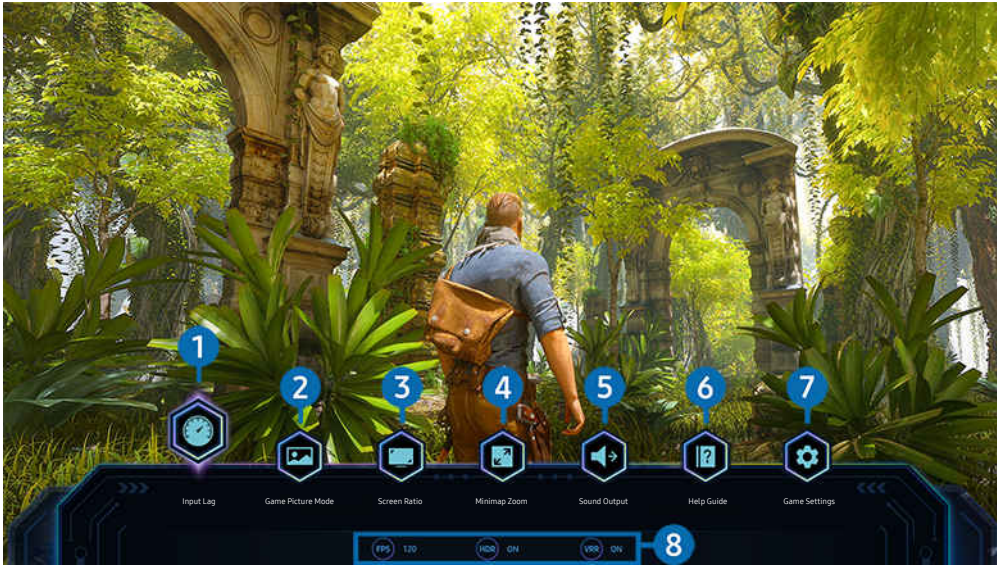 1
2 3 4 5 6 7
Input Lag Game Picture Mode Screen Ratio Minimap Zoom Sound Output Help Guide Game Settings
FPS 120 HDR ON VRR ON 8